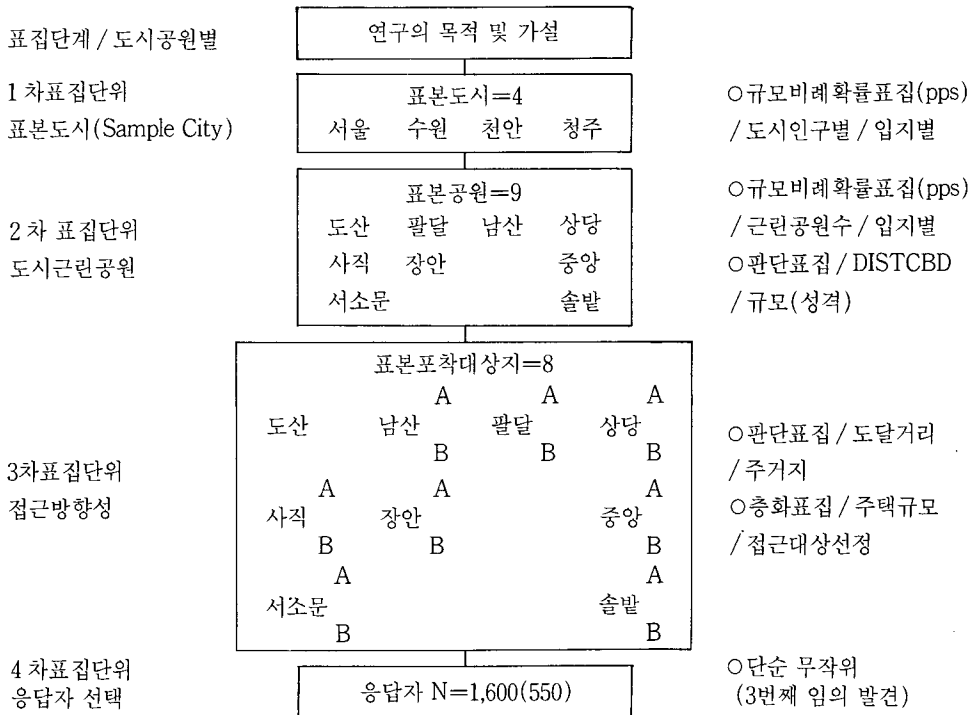 표집단계 / 도시공원별
연구의 목적 및 가설
1차표집단위
표본도시(Sample City)
표본도시=4
서울 수원 천안 청주
○규모비례확률표집(pps)
/ 도시인구별 / 입지별
2차 표집단위
도시근린공원
표본공원=9
도산 팔달 남산 상당
사직 장안 중앙
서소문 솔밭
○규모비례확률표집(pps)
/ 근린공원수 / 입지별
○판단표집 / DISTCBD
/ 규모(성격)
3차표집단위
접근방향성
표본포착대상지=8
A A A
도산 남산 팔달 상당
B B B
A A A
사직 장안 중앙
B B B
A A
서소문 솔밭
B B
○판단표집 / 도달거리
/ 주거지
○층화표집 / 주택규모
/ 접근대상선정
4차표집단위
응답자 선택
응답자 N=1,600(550)
○단순 무작위
(3번째 임의 발견)